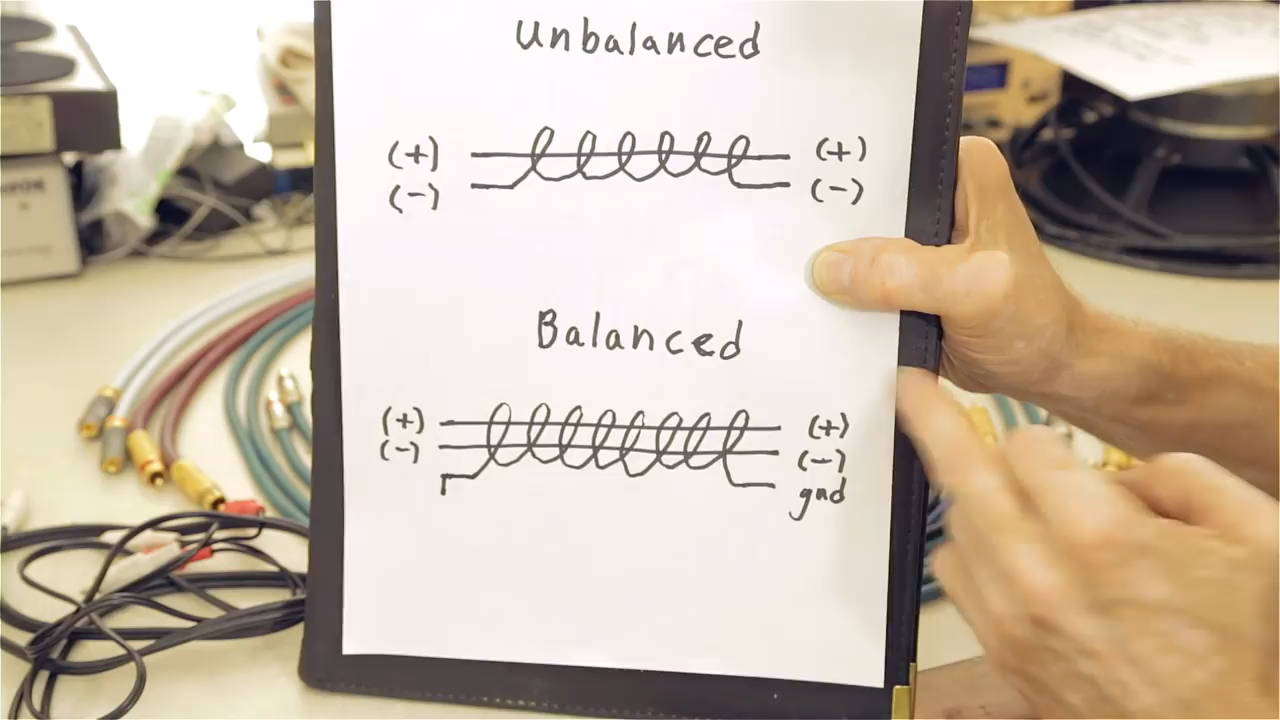 Unbalanced
(+) (+)
(-) (-)
Balanced
(+) (+)
(-) (-)
gnd